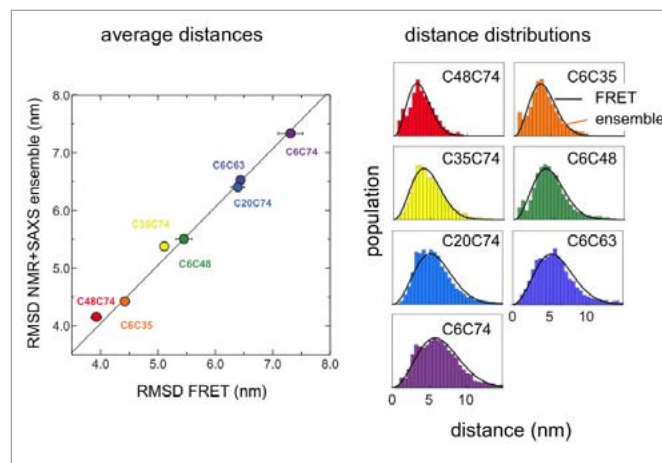 average distances
distance distributions
RMSD NMR+SAXS ensemble (nm)
8.0
7.0
6.0
5.0
4.0
C6C74
C6C63
C20C74
C35C74
C6C48
C48C74
C6C35
4.0 5.0 6.0 7.0 8.0
RMSD FRET (nm)
population
C48C74
C6C35
FRET
ensemble
C35C74
C6C48
C20C74
C6C63
C6C74
0 5 10
0 5 10
distance (nm)